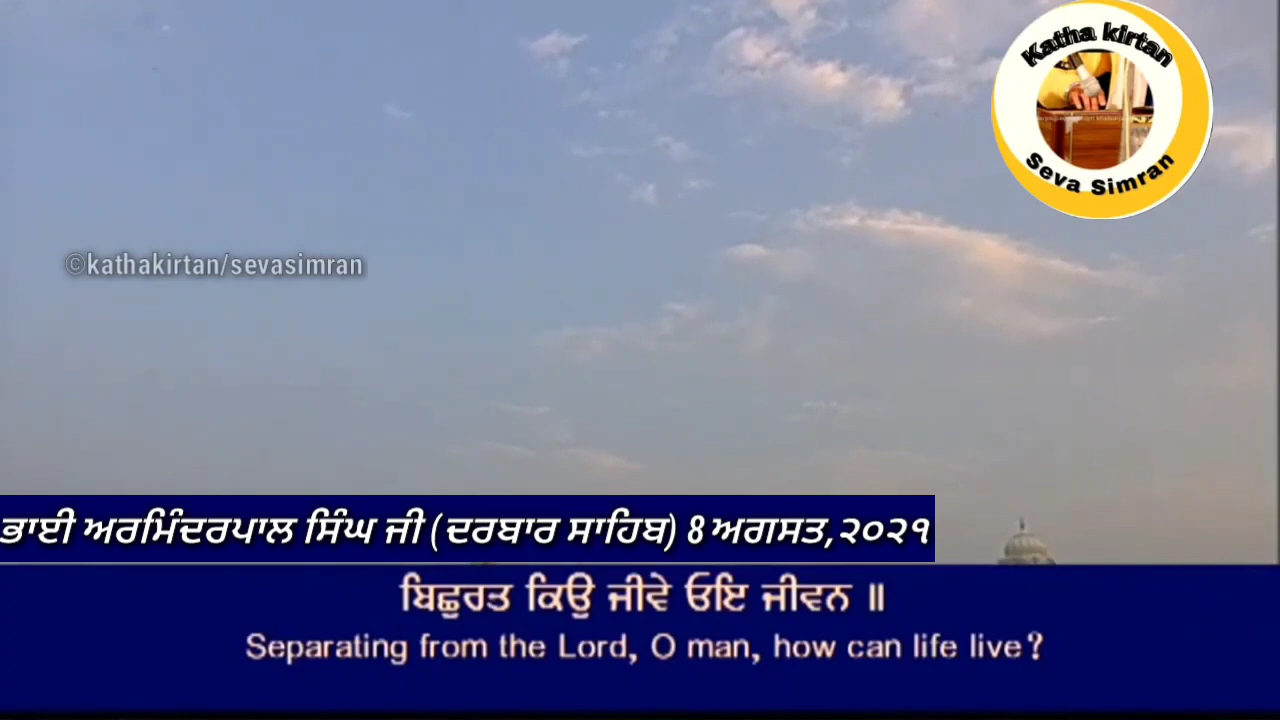 Katha kirtan
Seva Simran
©kathakirtan/sevasimran
ਭਾਈ ਅਰਮਿੰਦਰਪਾਲ ਸਿੰਘ ਜੀ (ਦਰਬਾਰ ਸਾਹਿਬ) 8 ਅਗਸਤ, ੨੦੨੧
ਬਿਛੁਰਤ ਕਿਉ ਜੀਵੇ ਓਇ ਜੀਵਨ ॥
Separating from the Lord, O man, how can life live?